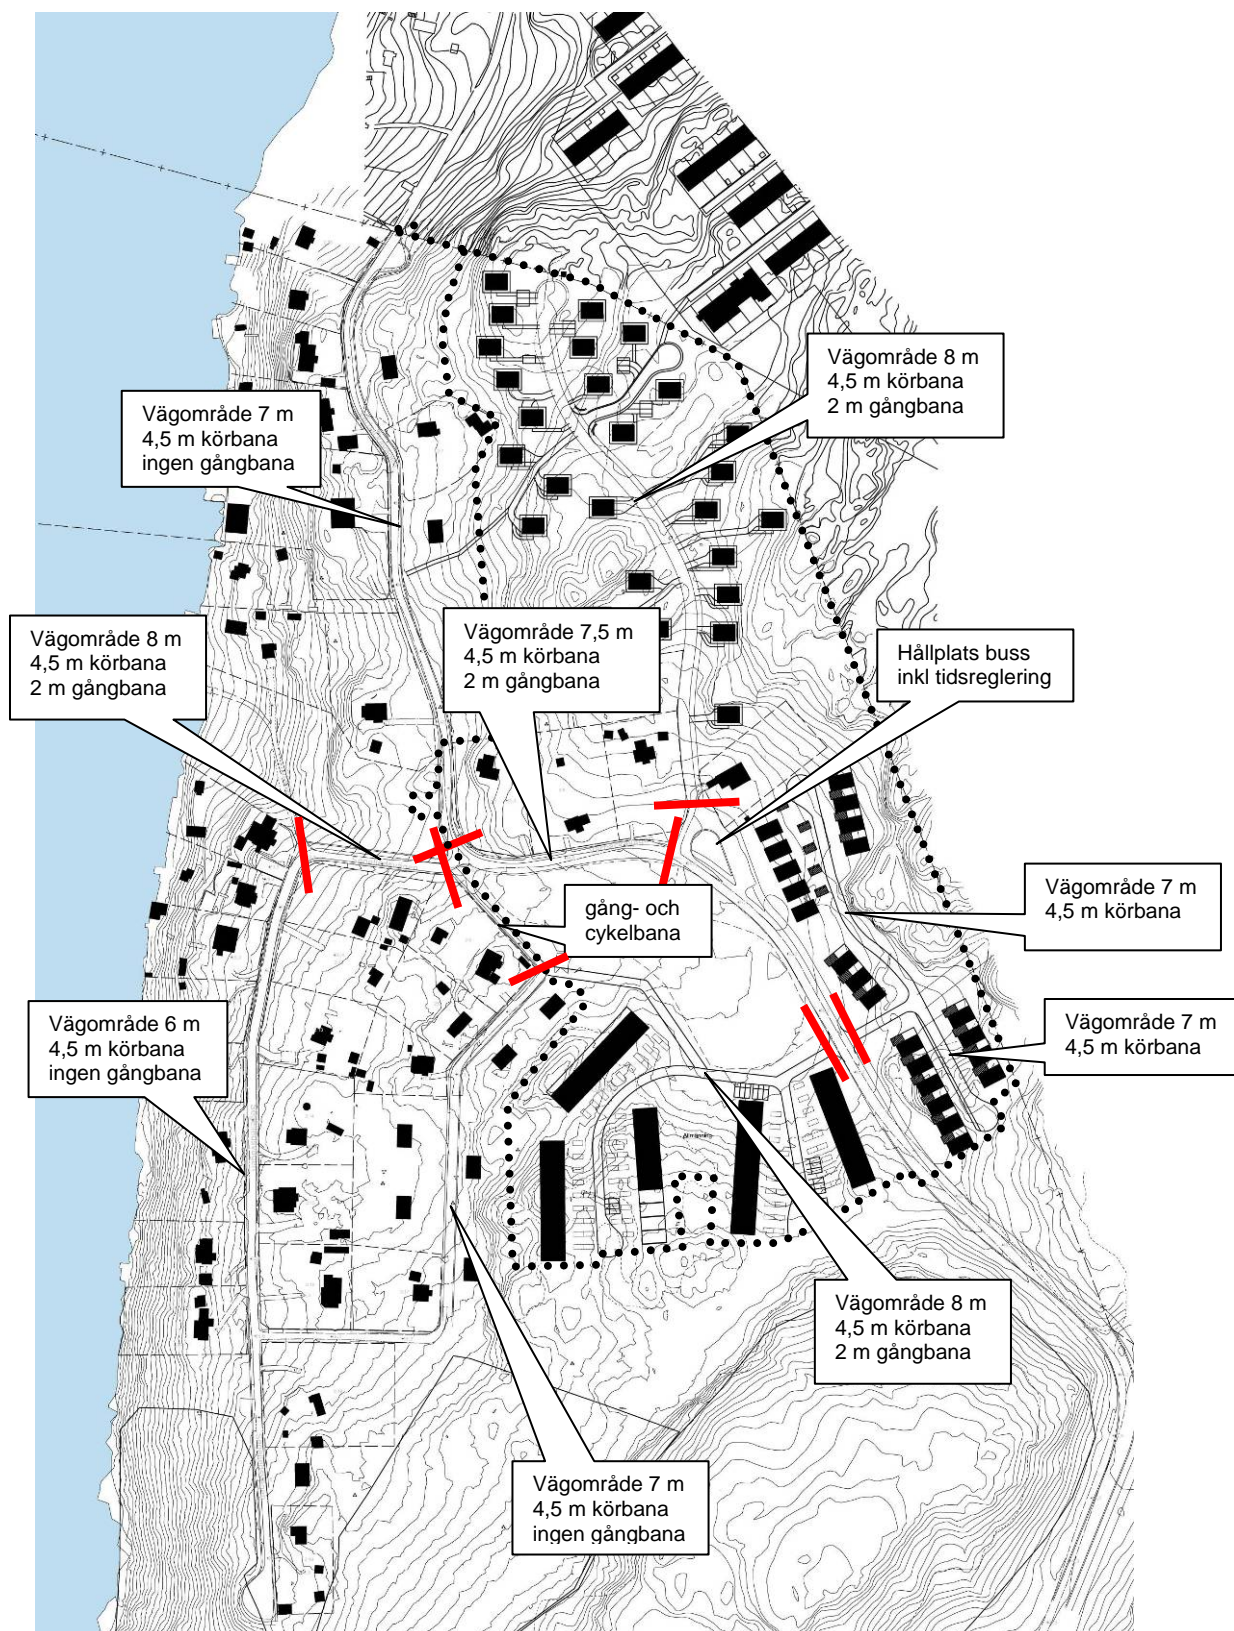 Vägområde 8 m
4,5 m körbana
2 m gångbana
Vägområde 7 m
4,5 m körbana
ingen gångbana
Vägområde 8 m
4,5 m körbana
2 m gångbana
Vägområde 7,5 m
4,5 m körbana
2 m gångbana
Hållplats buss
inkl tidsreglering
gång- och
cykelbana
Vägområde 7 m
4,5 m körbana
Vägområde 6 m
4,5 m körbana
ingen gångbana
Vägområde 7 m
4,5 m körbana
Vägområde 8 m
4,5 m körbana
2 m gångbana
Vägområde 7 m
4,5 m körbana
ingen gångbana